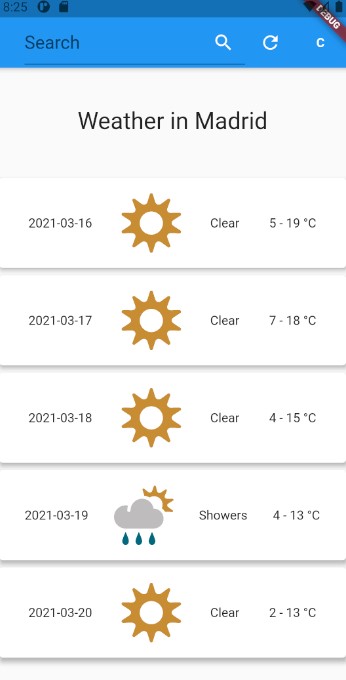 8:25
DEBUG
Search
C
Weather in Madrid
2021-03-16 Clear 5 - 19 °C
2021-03-17 Clear 7 - 18 °C
2021-03-18 Clear 4 - 15 °C
2021-03-19 Showers 4 - 13 °C
2021-03-20 Clear 2 - 13 °C